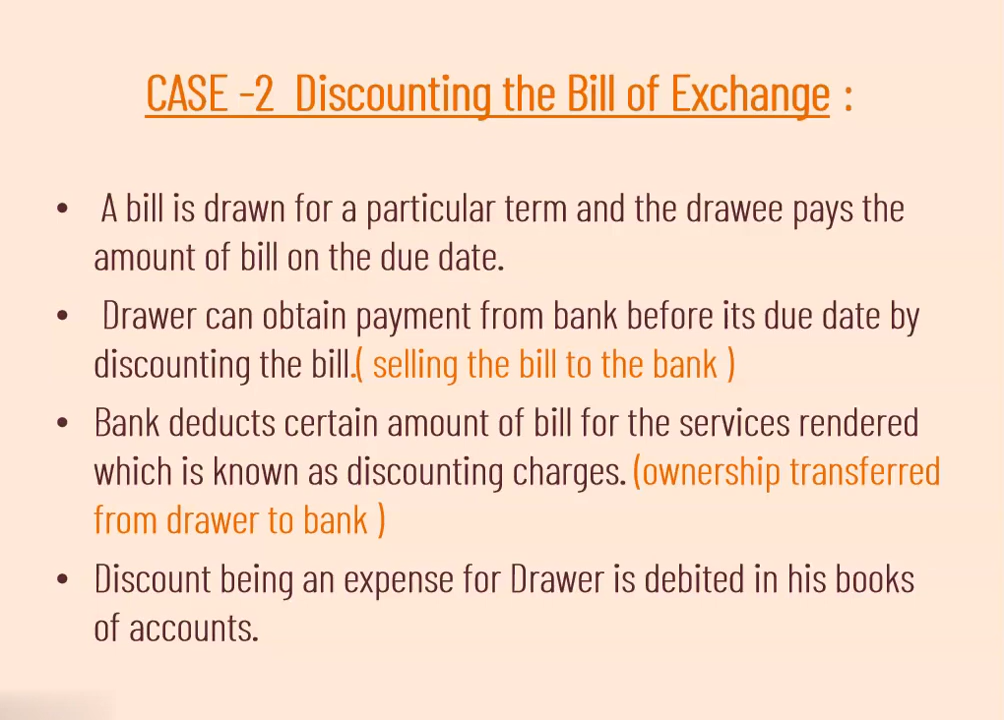 CASE -2 Discounting the Bill of Exchange :
• A bill is drawn for a particular term and the drawee pays the
amount of bill on the due date.
• Drawer can obtain payment from bank before its due date by
discounting the bill.( selling the bill to the bank )
• Bank deducts certain amount of bill for the services rendered
which is known as discounting charges. (ownership transferred
from drawer to bank )
• Discount being an expense for Drawer is debited in his books
of accounts.